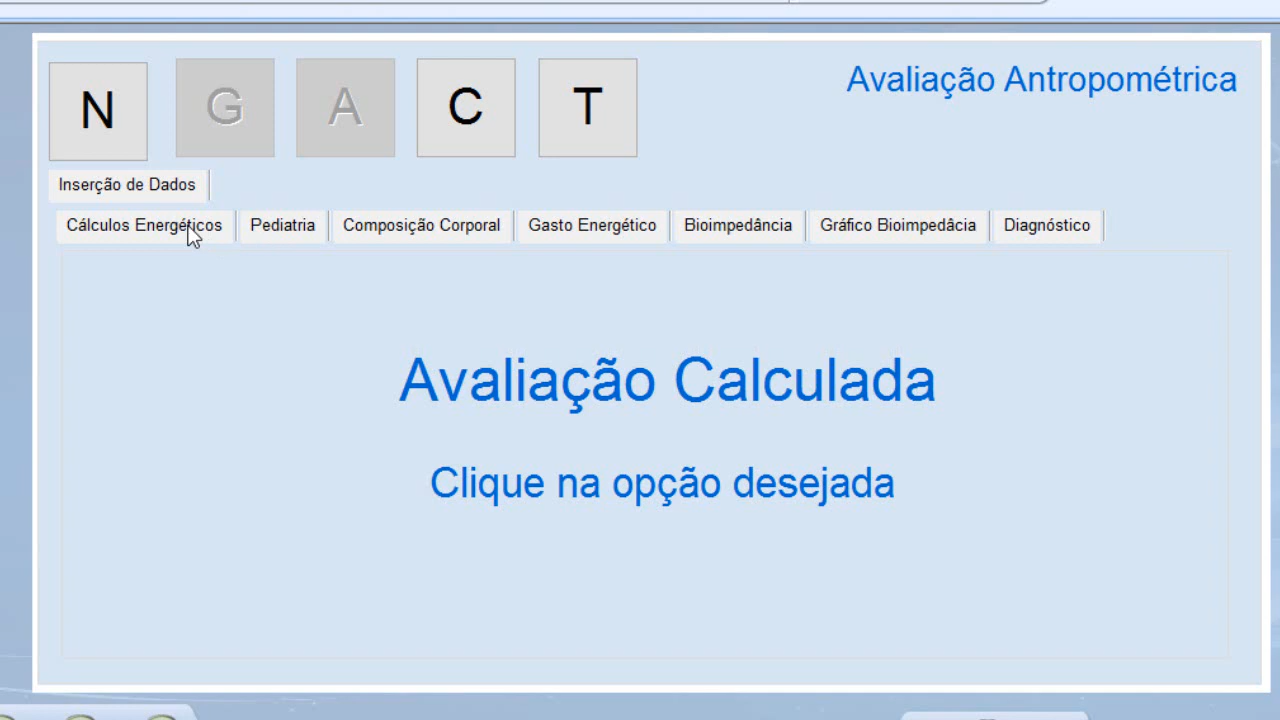 N G A C T
Avaliação Antropométrica
Inserção de Dados
Cálculos Energéticos Pediatria Composição Corporal Gasto Energético Bioimpedância Gráfico Bioimpedâcia Diagnóstico
Avaliação Calculada
Clique na opção desejada